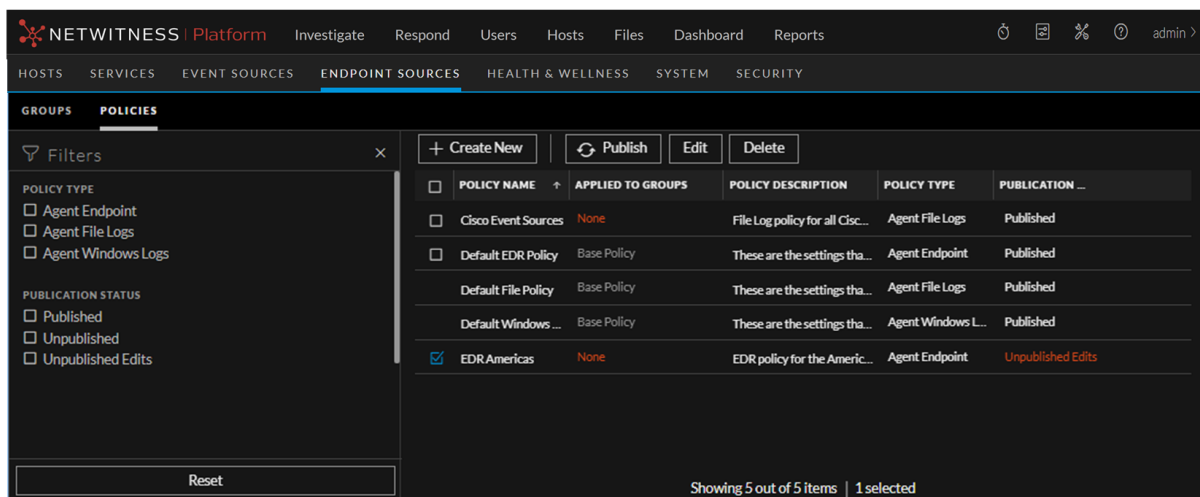 NETWITNESS | Platform Investigate Respond Users Hosts Files Dashboard Reports admin >
HOSTS SERVICES EVENT SOURCES ENDPOINT SOURCES HEALTH & WELLNESS SYSTEM SECURITY
GROUPS POLICIES
Filters ×
POLICY TYPE
Agent Endpoint
Agent File Logs
Agent Windows Logs
PUBLICATION STATUS
Published
Unpublished
Unpublished Edits
Reset
+ Create New Publish Edit Delete
POLICY NAME ↑ APPLIED TO GROUPS POLICY DESCRIPTION POLICY TYPE PUBLICATION ...
Cisco Event Sources None File Log policy for all Cisc... Agent File Logs Published
Default EDR Policy Base Policy These are the settings tha... Agent Endpoint Published
Default File Policy Base Policy These are the settings tha... Agent File Logs Published
Default Windows ... Base Policy These are the settings tha... Agent Windows L... Published
EDR Americas None EDR policy for the Americ... Agent Endpoint Unpublished Edits
Showing 5 out of 5 items | 1 selected